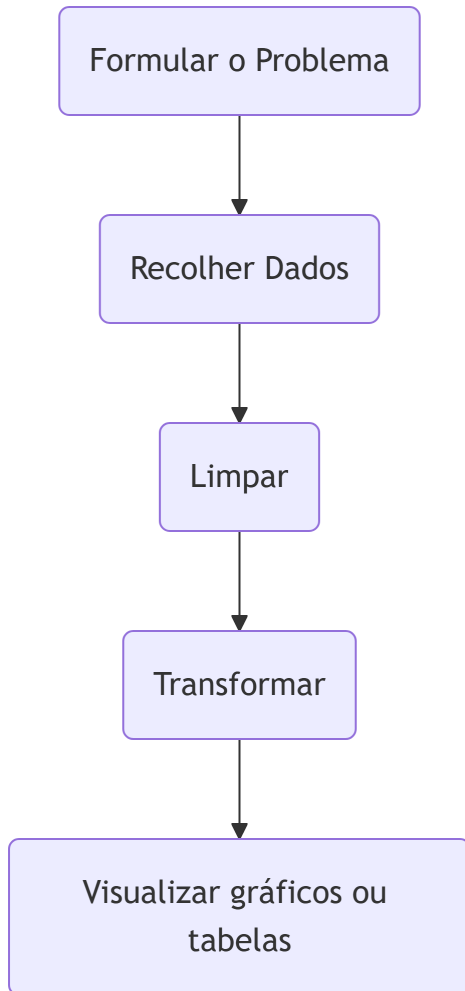 Formular o Problema
Recolher Dados
Limpar
Transformar
Visualizar gráficos ou
tabelas